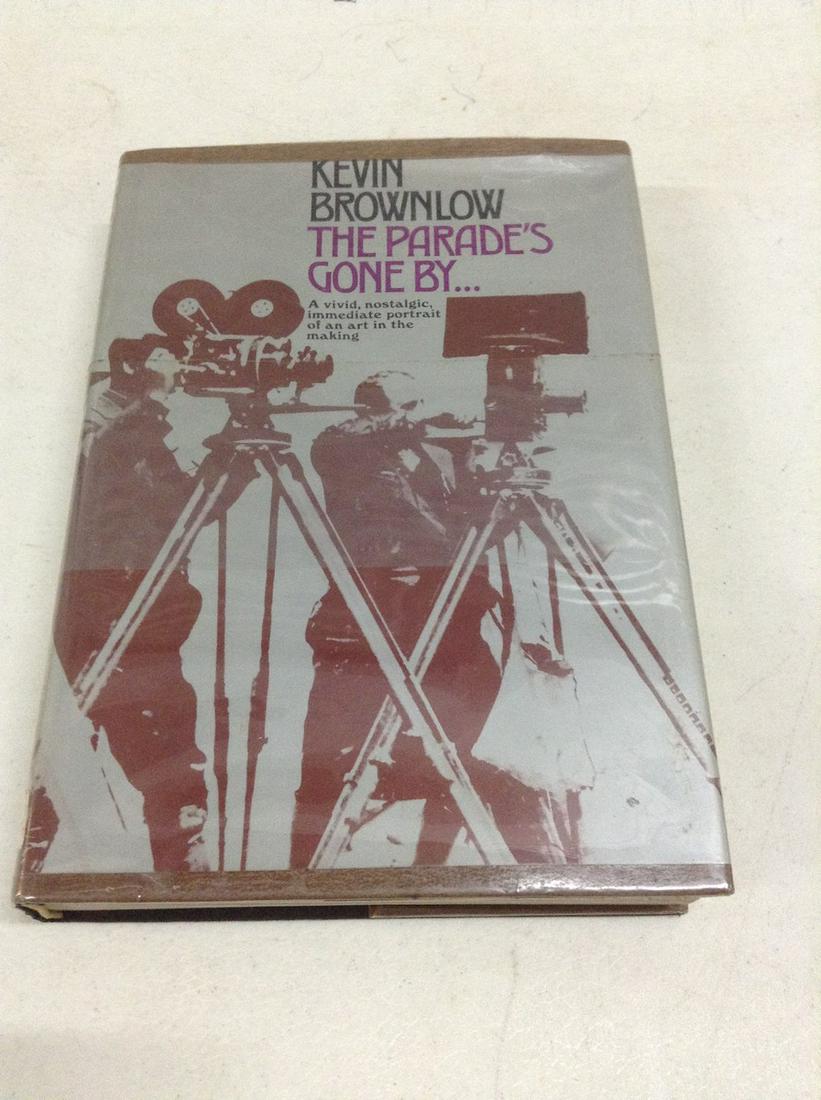 KEVIN
BROWNLOW
THE PARADE'S
GONE BY...
A vivid, nostalgic,
immediate portrait
of an art in the
making